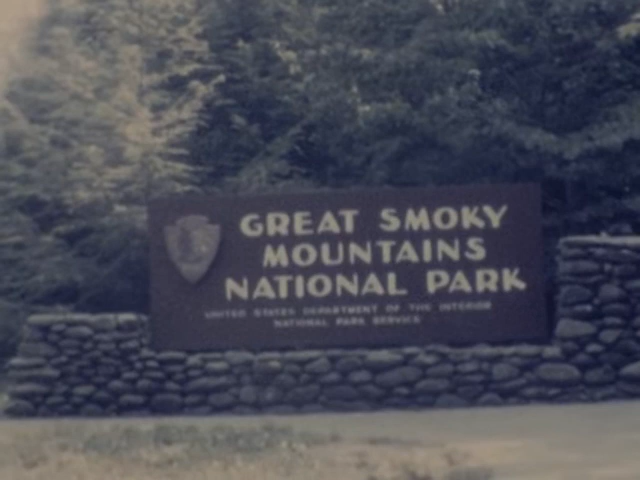 GREAT SMOKY
MOUNTAINS
NATIONAL PARK
UNITED STATES DEPARTMENT OF THE INTERIOR
NATIONAL PARK SERVICE